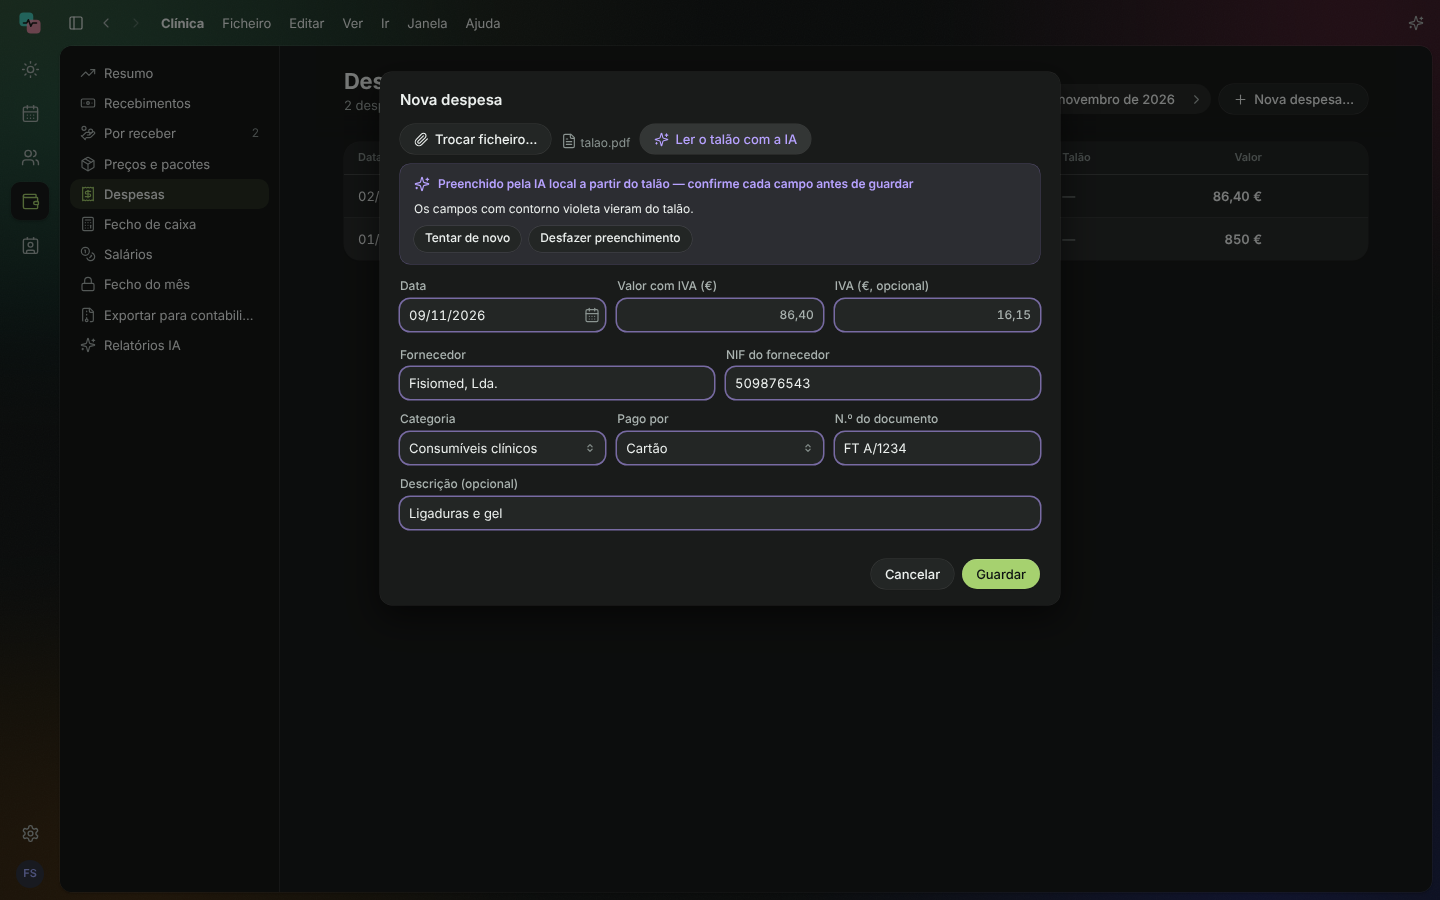 Clínica Ficheiro Editar Ver Ir Janela Ajuda
Resumo
Recebimentos
Por receber 2
Preços e pacotes
Despesas
Fecho de caixa
Salários
Fecho do mês
Exportar para contabili...
Relatórios IA
FS
novembro de 2026
Nova despesa...
Data Talão Valor
02/ — 86,40 €
01/ — 850 €
Nova despesa
Trocar ficheiro... talao.pdf Ler o talão com a IA
Preenchido pela IA local a partir do talão — confirme cada campo antes de guardar
Os campos com contorno violeta vieram do talão.
Tentar de novo Desfazer preenchimento
Data Valor com IVA (€) IVA (€, opcional)
09/11/2026 86,40 16,15
Fornecedor NIF do fornecedor
Fisiomed, Lda. 509876543
Categoria Pago por N.º do documento
Consumíveis clínicos Cartão FT A/1234
Descrição (opcional)
Ligaduras e gel
Cancelar Guardar